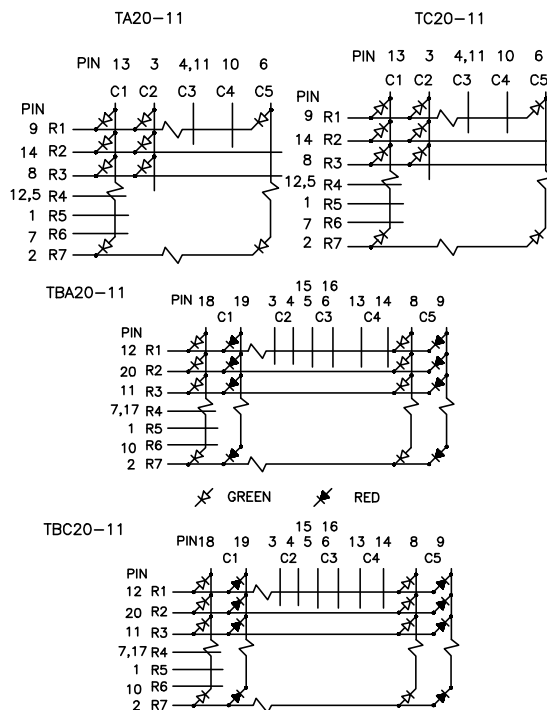 TA20-11
PIN 13 3 4,11 10 6
C1 C2 C3 C4 C5
PIN
9 R1
14 R2
8 R3
12,5 R4
1 R5
7 R6
2 R7
TC20-11
PIN 13 3 4,11 10 6
C1 C2 C3 C4 C5
PIN
9 R1
14 R2
8 R3
12,5 R4
1 R5
7 R6
2 R7
TBA20-11
15 16
PIN 18 19 3 4 5 6 13 14 8 9
C1 C2 C3 C4 C5
PIN
12 R1
20 R2
11 R3
7,17 R4
1 R5
10 R6
2 R7
GREEN RED
TBC20-11
15 16
PIN18 19 3 4 5 6 13 14 8 9
C1 C2 C3 C4 C5
PIN
12 R1
20 R2
11 R3
7,17 R4
1 R5
10 R6
2 R7